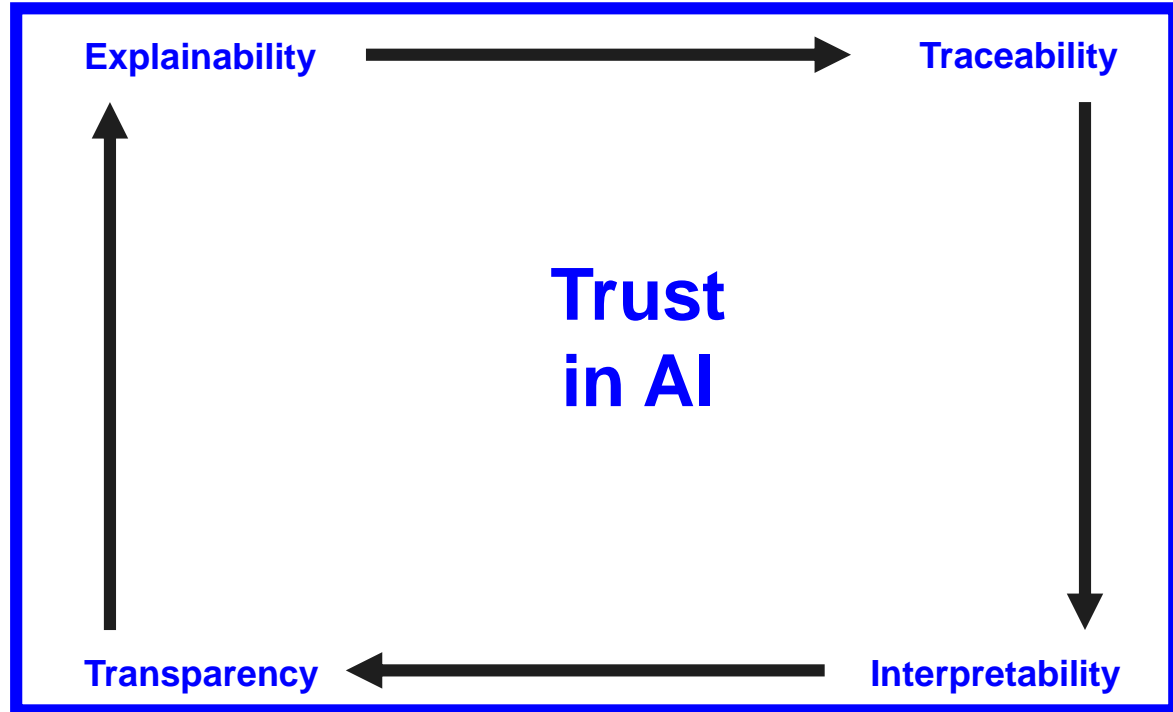 Explainability
Traceability
Trust
in AI
Transparency
Interpretability